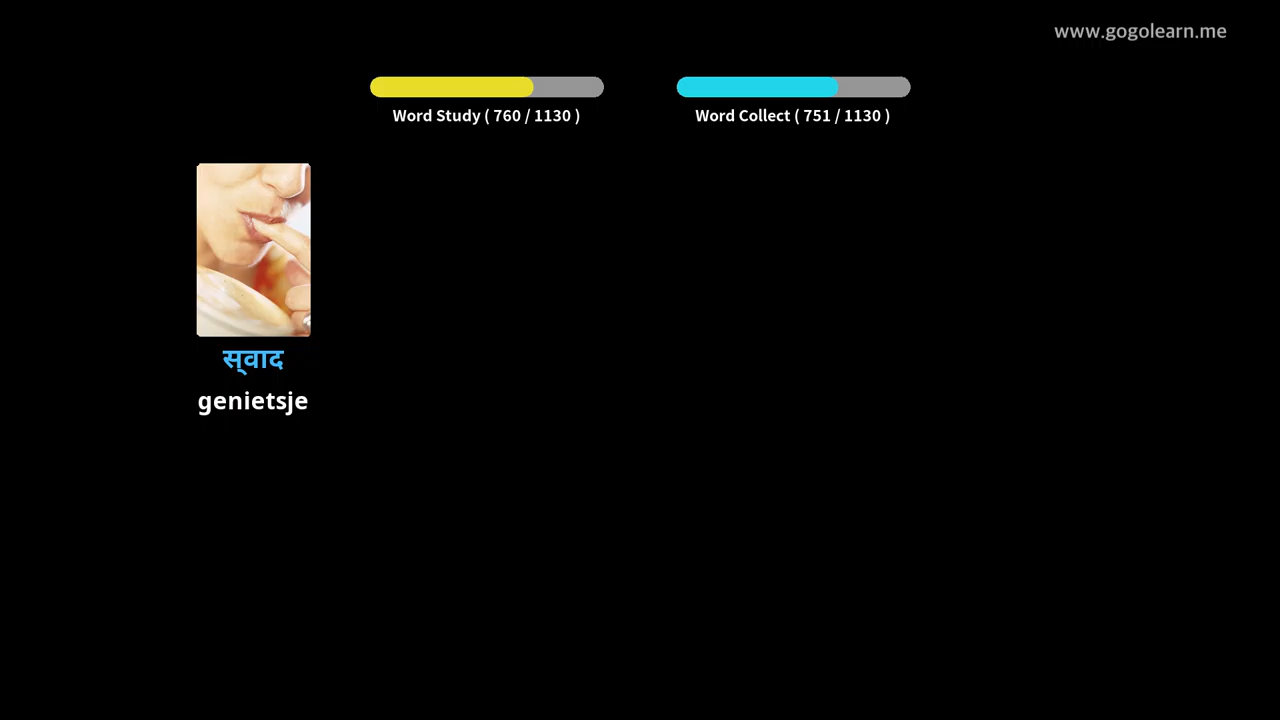 www.gogolearn.me
Word Study ( 760 / 1130 )
Word Collect ( 751 / 1130 )
स्‌वाद
genietsje